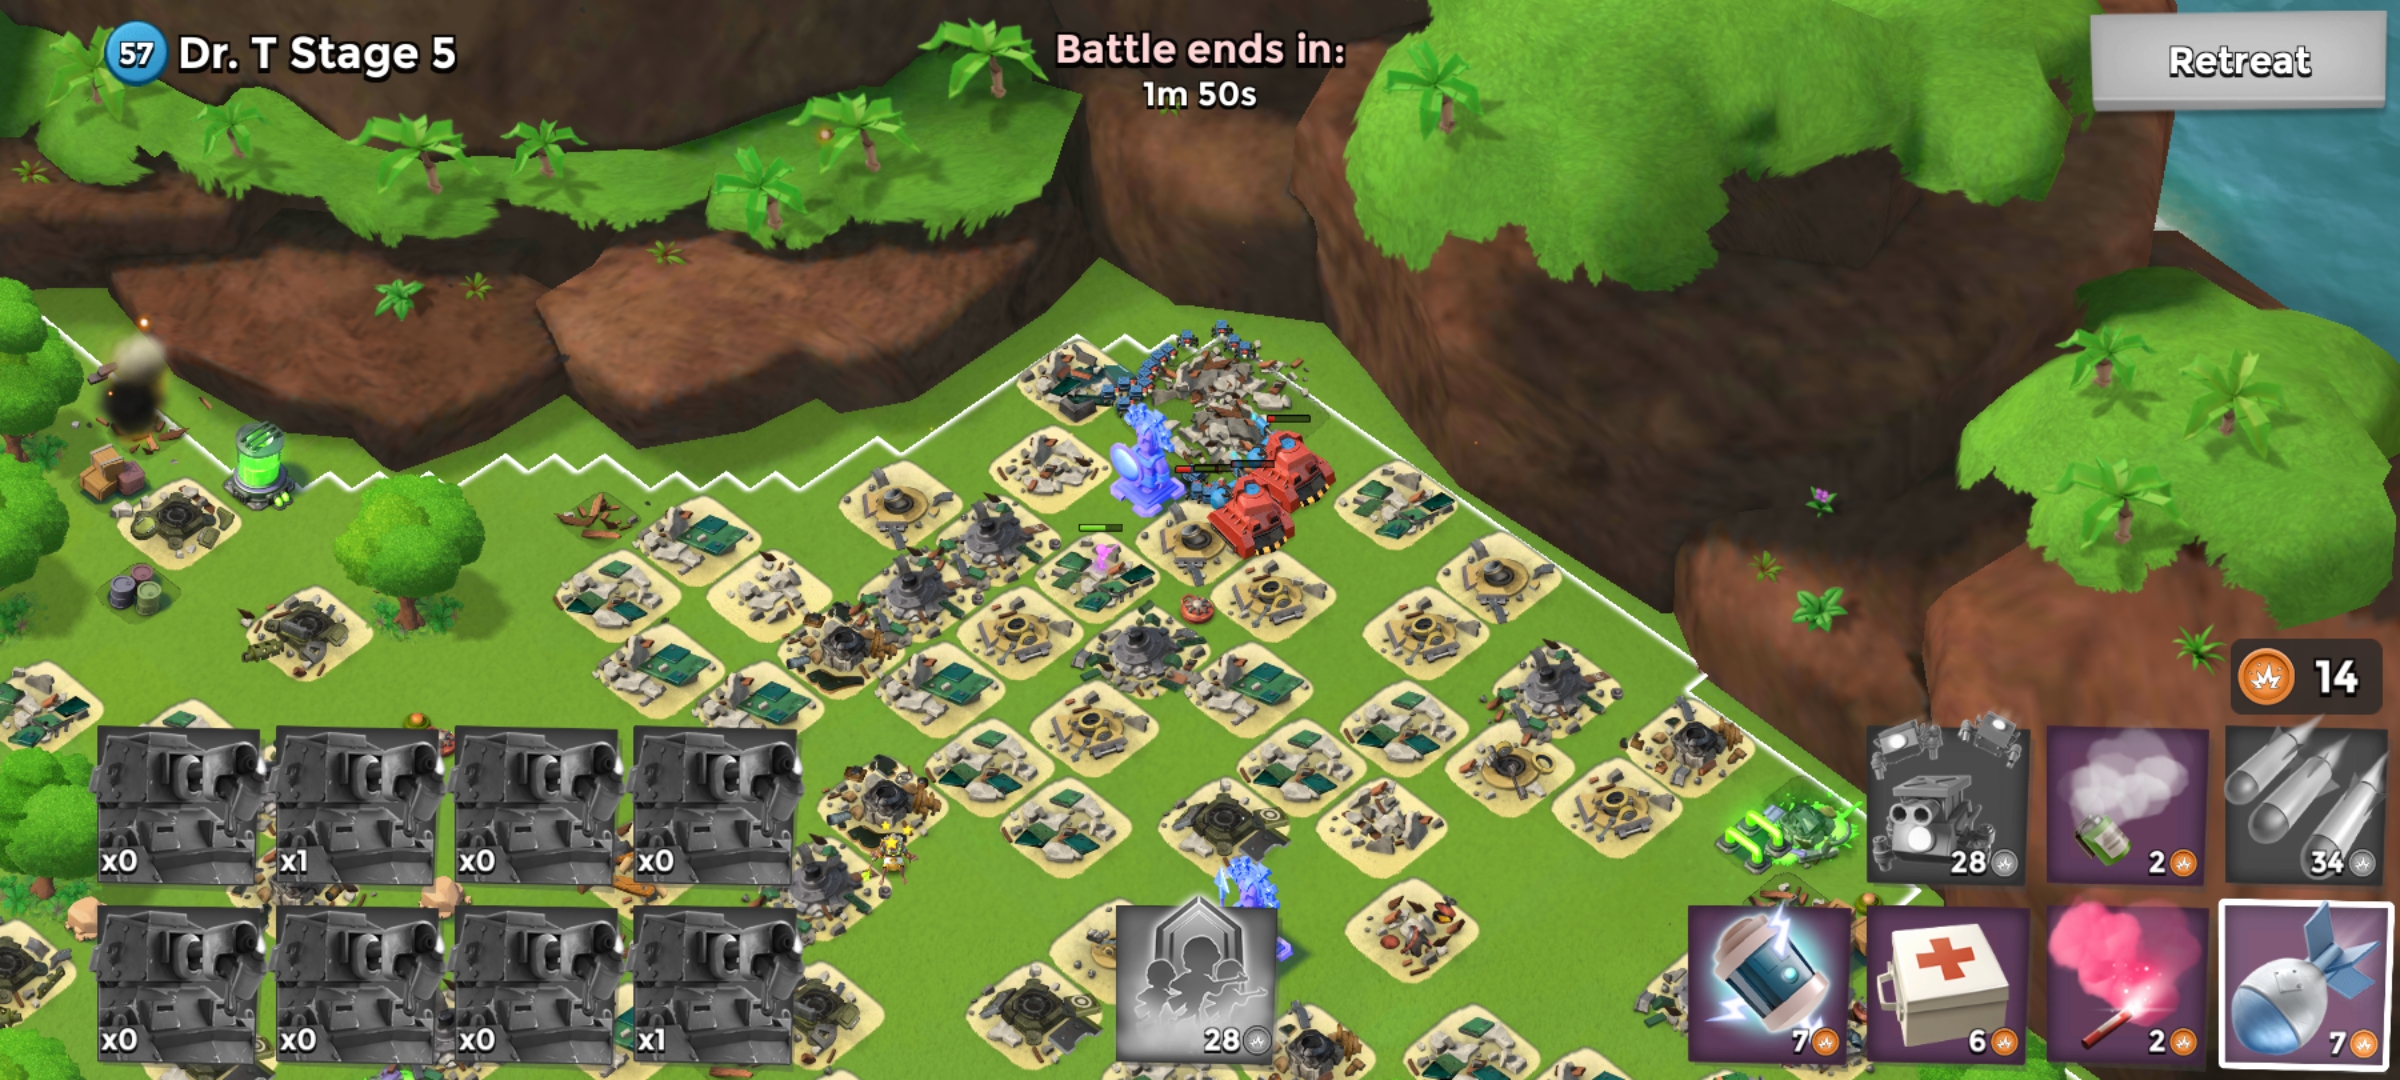 57 Dr. T Stage 5
Battle ends in:
1m 50s
Retreat
14
x0
x1
x0
x0
28
2
34
x0
x0
x0
x1
28
7
6
2
7